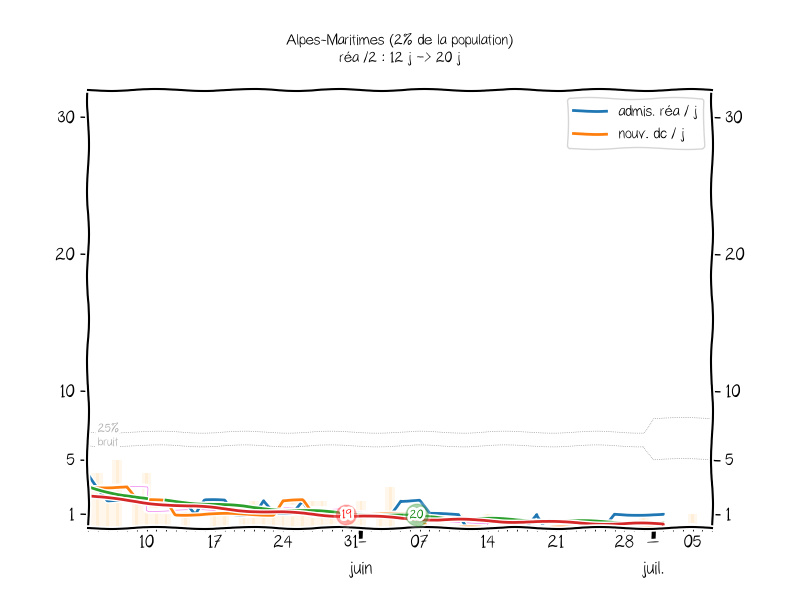 Alpes-Maritimes (2% de la population)
réa /2 : 12 j -> 20 j
admis. réa / j
nouv. dc / j
30
30
20
20
10
10
25%
bruit
5
5
1
19
20
1
10 17 24 31 07 14 21 28 05
juin juil.